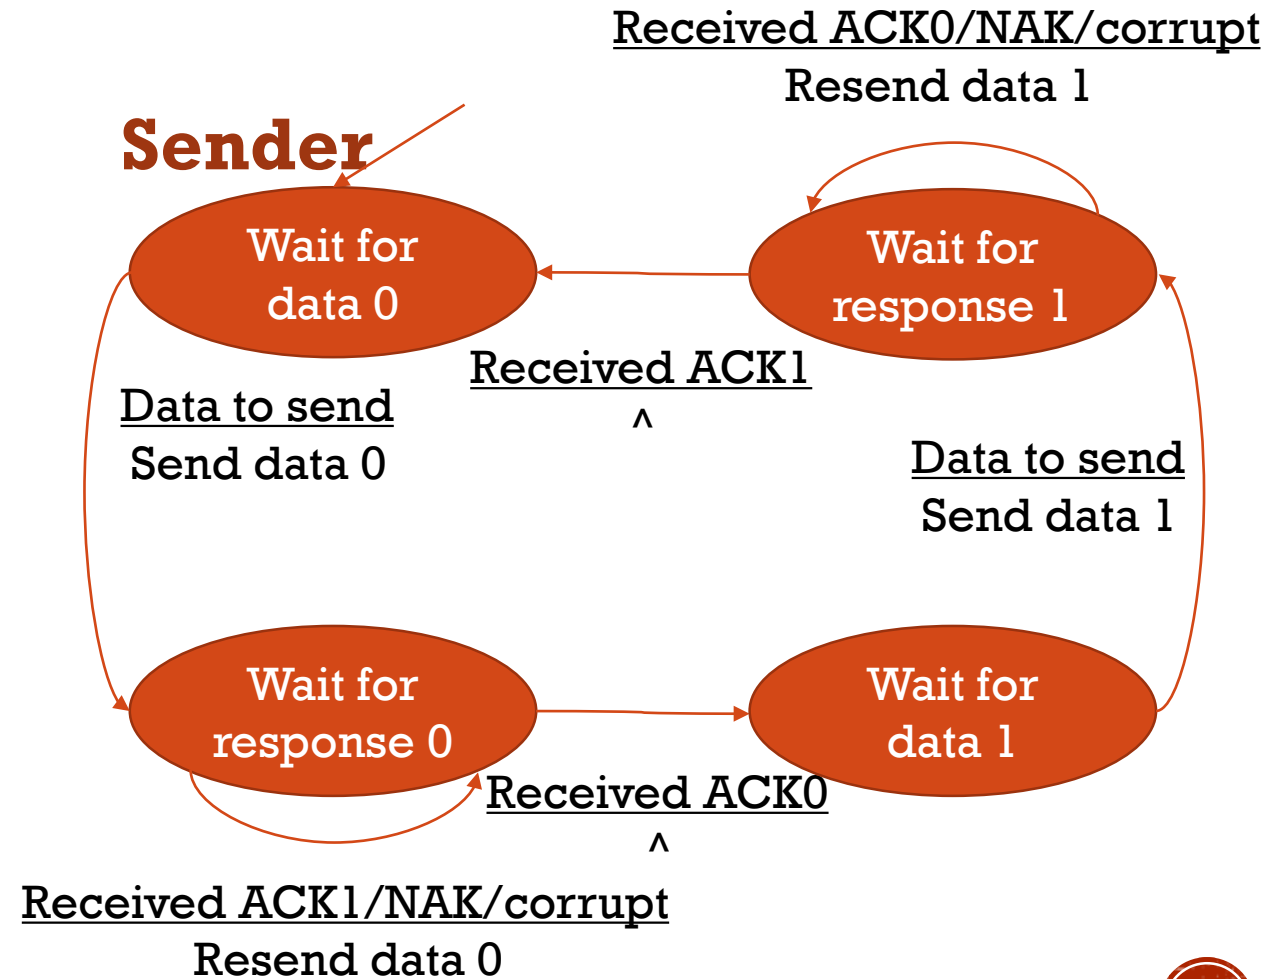 Received ACK0/NAK/corrupt
Resend data 1
Sender
Wait for
data 0
Wait for
response 1
Received ACK1
^
Data to send
Send data 0
Data to send
Send data 1
Wait for
response 0
Wait for
data 1
Received ACK0
^
Received ACK1/NAK/corrupt
Resend data 0